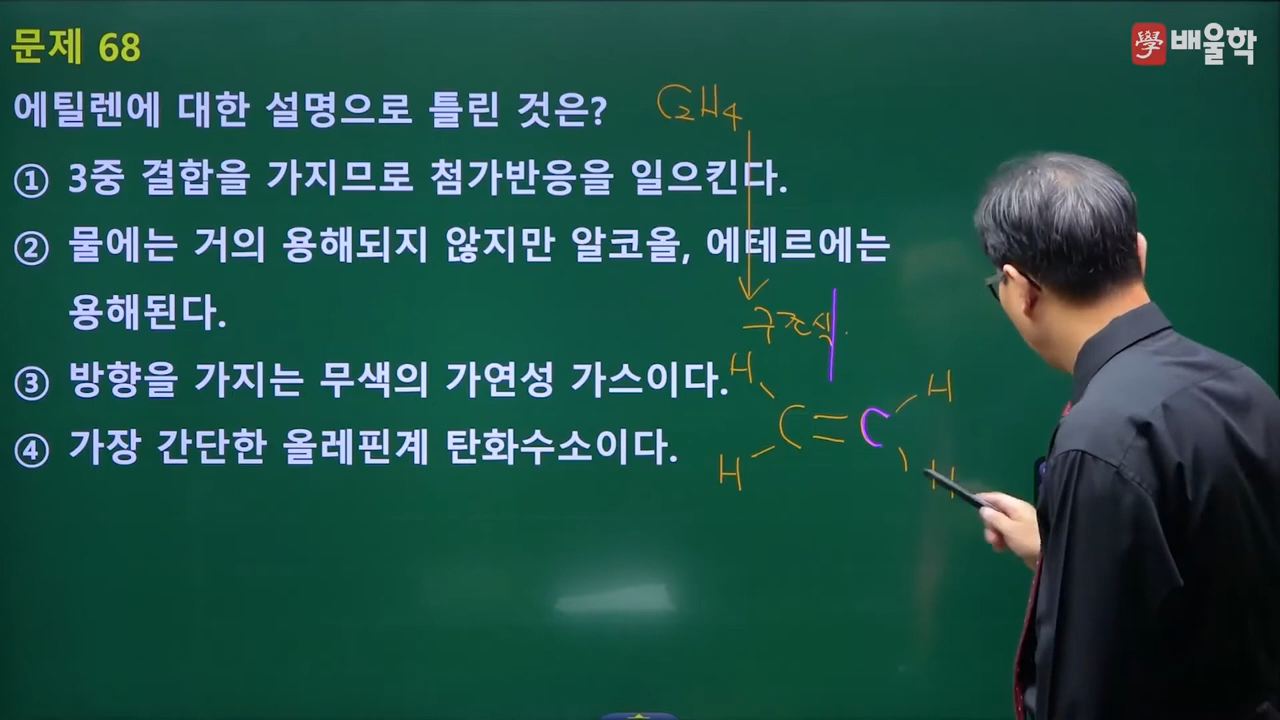 문제 68
學 배울학
에틸렌에 대한 설명으로 틀린 것은?
C2H4
① 3중 결합을 가지므로 첨가반응을 일으킨다.
② 물에는 거의 용해되지 않지만 알코올, 에테르에는
용해된다.
구조식
③ 방향을 가지는 무색의 가연성 가스이다.
④ 가장 간단한 올레핀계 탄화수소이다.
H H
C = C
H H